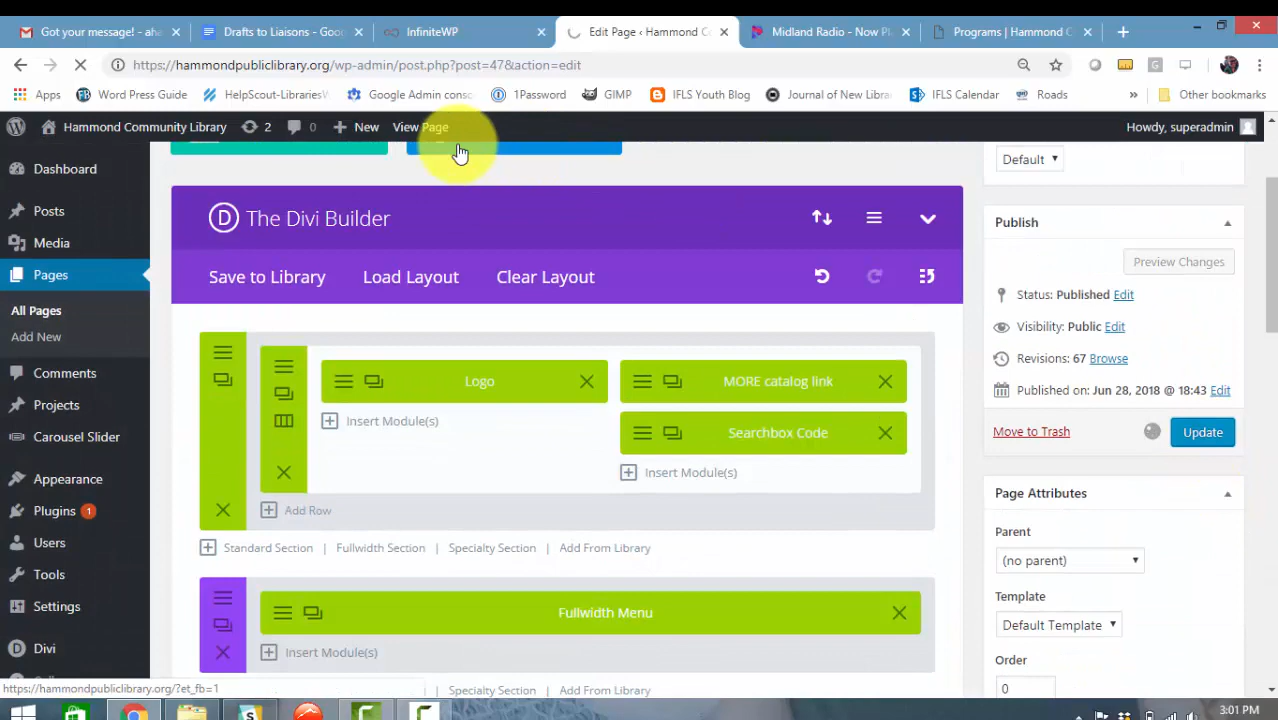 Got your message! - aha
Drafts to Liaisons - Goo
InfiniteWP
Edit Page ‹ Hammond Co
Midland Radio - Now Pl
Programs | Hammond C
https://hammondpubliclibrary.org/wp-admin/post.php?post=47&action=edit
Apps
Word Press Guide
HelpScout-Libraries
Google Admin conso
1Password
GIMP
IFLS Youth Blog
Journal of New Libra
IFLS Calendar
Roads
»
Other bookmarks
Hammond Community Library
2
0
New
View Page
Howdy, superadmin
Dashboard
Posts
Media
Pages
All Pages
Add New
Comments
Projects
Carousel Slider
Appearance
Plugins 1
Users
Tools
Settings
Divi
D The Divi Builder
Save to Library
Load Layout
Clear Layout
Logo
MORE catalog link
Insert Module(s)
Searchbox Code
Insert Module(s)
Add Row
Standard Section | Fullwidth Section | Specialty Section | Add From Library
Fullwidth Menu
Insert Module(s)
Specialty Section | Add From Library
Default
Publish
Preview Changes
Status: Published Edit
Visibility: Public Edit
Revisions: 67 Browse
Published on: Jun 28, 2018 @ 18:43 Edit
Move to Trash
Update
Page Attributes
Parent
(no parent)
Template
Default Template
Order
0
https://hammondpubliclibrary.org/?et_fb=1
3:01 PM